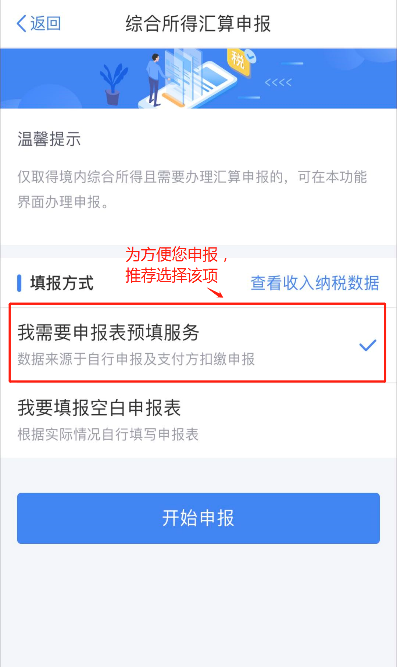 返回
综合所得汇算申报
税
温馨提示
仅取得境内综合所得且需要办理汇算申报的，可在本功能
界面办理申报。
为方便您申报，
推荐选择该项
填报方式
查看收入纳税数据
我需要申报表预填服务
数据来源于自行申报及支付方扣缴申报
我要填报空白申报表
根据实际情况自行填写申报表
开始申报